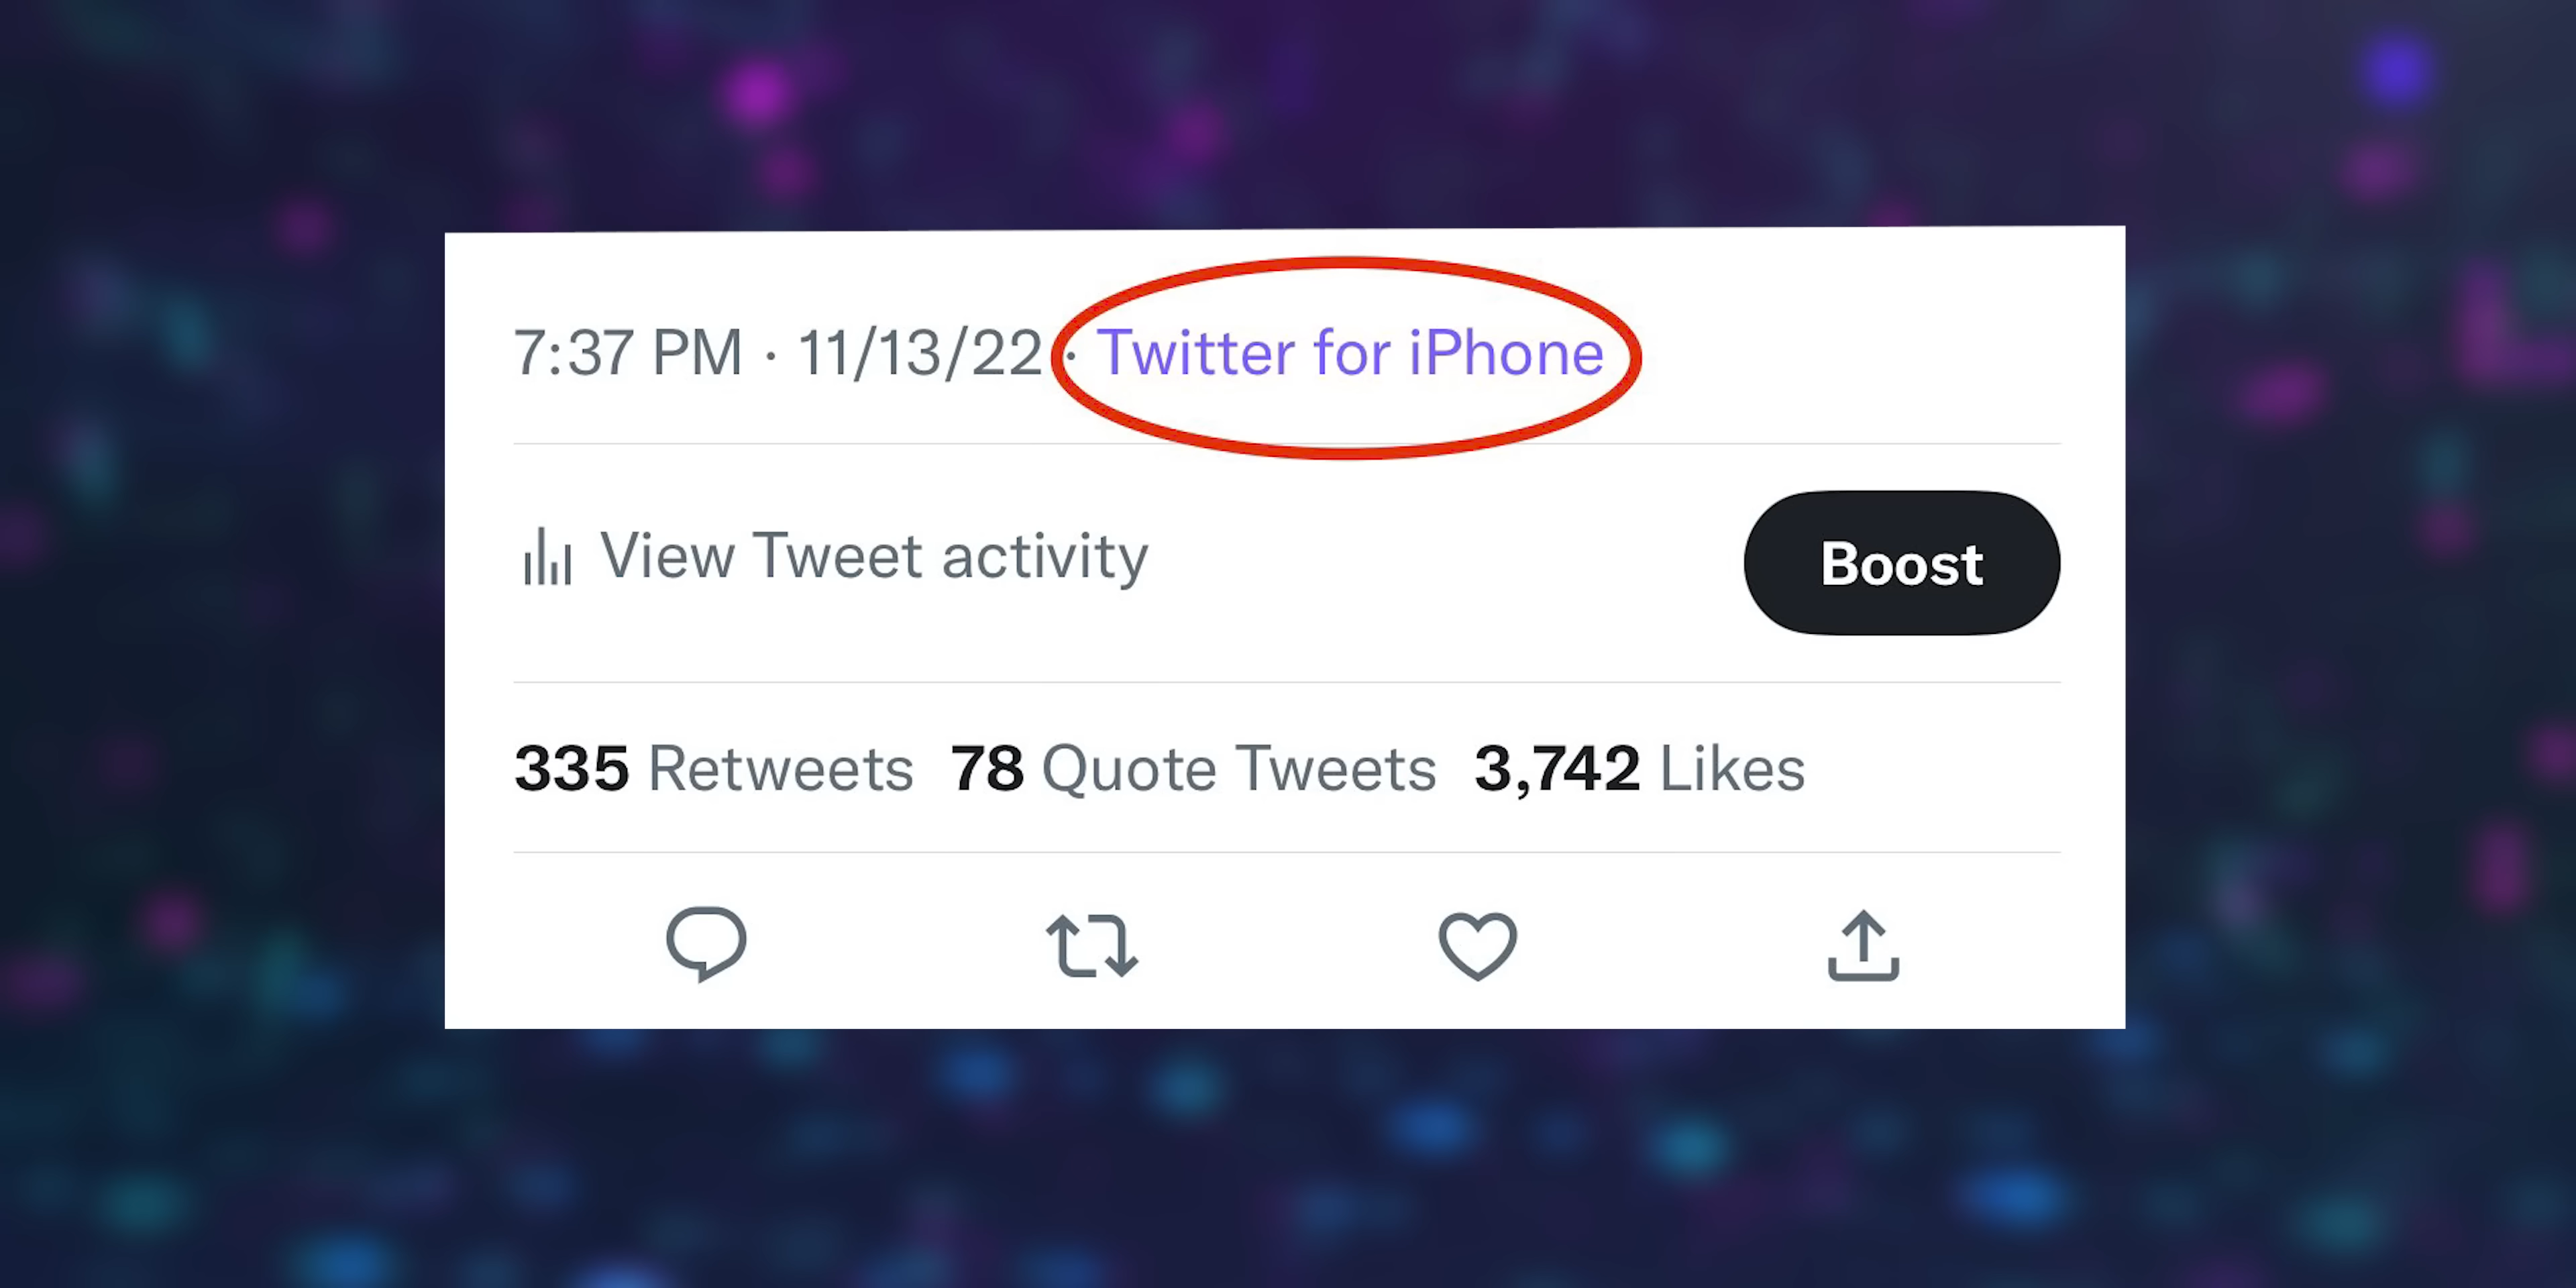 7:37 PM · 11/13/22 · Twitter for iPhone
View Tweet activity
Boost
335 Retweets 78 Quote Tweets 3,742 Likes